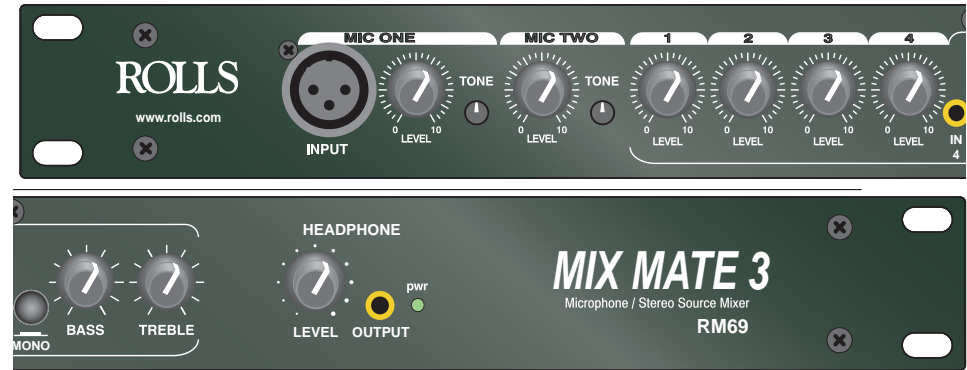 MIC ONE MIC TWO 1 2 3 4
ROLLS
www.rolls.com
TONE TONE
0 10 0 10 0 10 0 10 0 10 0 10
LEVEL LEVEL LEVEL LEVEL LEVEL LEVEL
INPUT
IN
4
HEADPHONE
MIX MATE 3
pwr
Microphone / Stereo Source Mixer
BASS TREBLE LEVEL OUTPUT
RM69
MONO